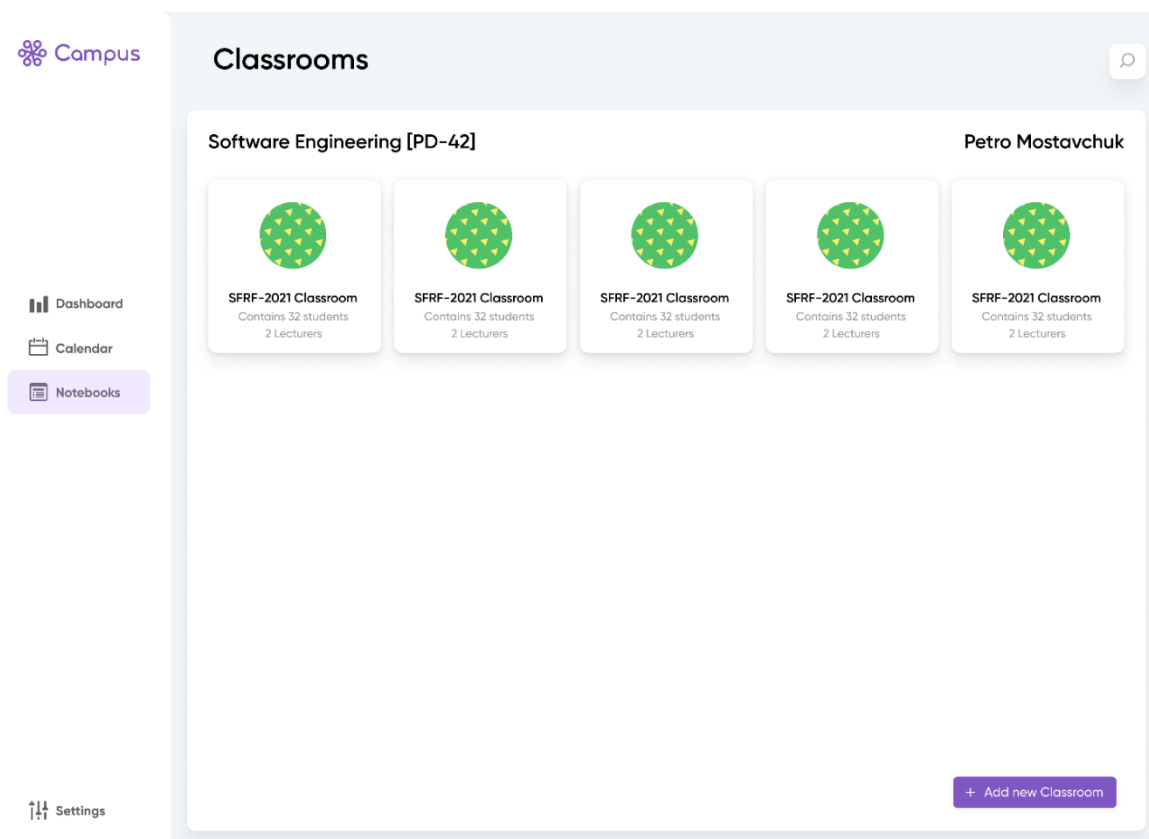 Campus
Classrooms
Software Engineering [PD-42]
Petro Mostavchuk
SFRF-2021 Classroom
Contains 32 students
2 Lecturers
SFRF-2021 Classroom
Contains 32 students
2 Lecturers
SFRF-2021 Classroom
Contains 32 students
2 Lecturers
SFRF-2021 Classroom
Contains 32 students
2 Lecturers
SFRF-2021 Classroom
Contains 32 students
2 Lecturers
Dashboard
Calendar
Notebooks
+ Add new Classroom
Settings